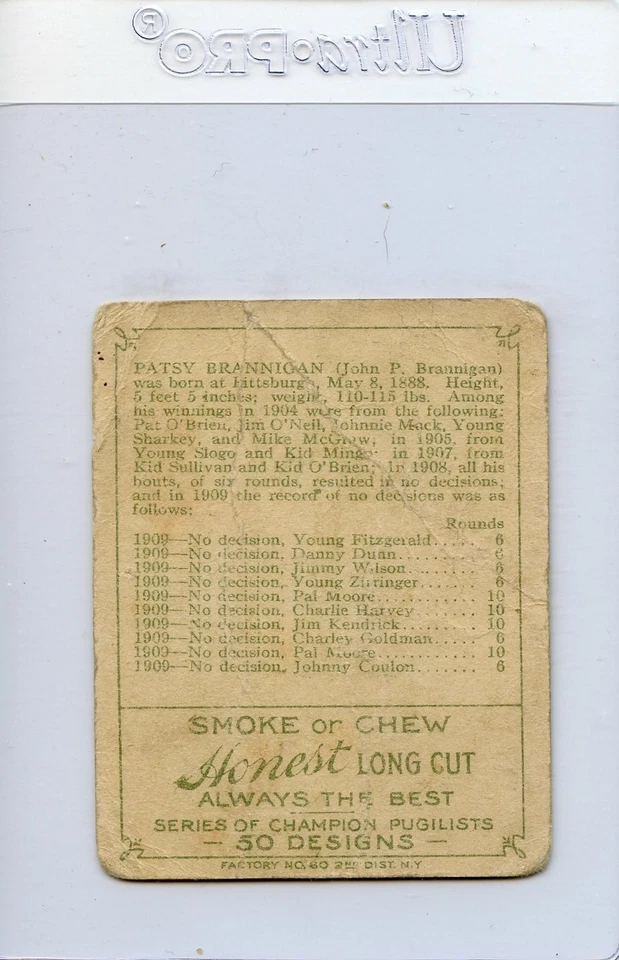 Ultra·PRO®
PATSY BRANNIGAN (John P. Brannigan)
was born at Pittsburgh, May 8, 1888. Height,
5 feet 5 inches; weight, 110-115 lbs. Among
his winnings in 1904 were from the following:
Pat O'Brien, Jim O'Neil, Johnnie Mack, Young
Sharkey, and Mike McGrow; in 1905, from
Young Slogo and Kid Mingo; in 1907, from
Kid Sullivan and Kid O'Brien; In 1908, all his
bouts, of six rounds, resulted in no decisions;
and in 1909 the record of no decisions was as
follows:
Rounds
1909—No decision, Young Fitzgerald..... 6
1909—No decision, Danny Dunn......... 6
1909—No decision, Jimmy Wilson....... 6
1909—No decision, Young Zirringer...... 6
1909—No decision, Pal Moore........... 10
1909—No decision, Charlie Harvey....... 10
1909—No decision, Jim Kendrick........ 10
1909—No decision, Charley Goldman..... 6
1909—No decision, Pal Moore........... 10
1909—No decision, Johnny Coulon....... 6
SMOKE or CHEW
Honest LONG CUT
ALWAYS THE BEST
SERIES OF CHAMPION PUGILISTS
— 50 DESIGNS —
FACTORY NO. 60 2ND DIST. N.Y